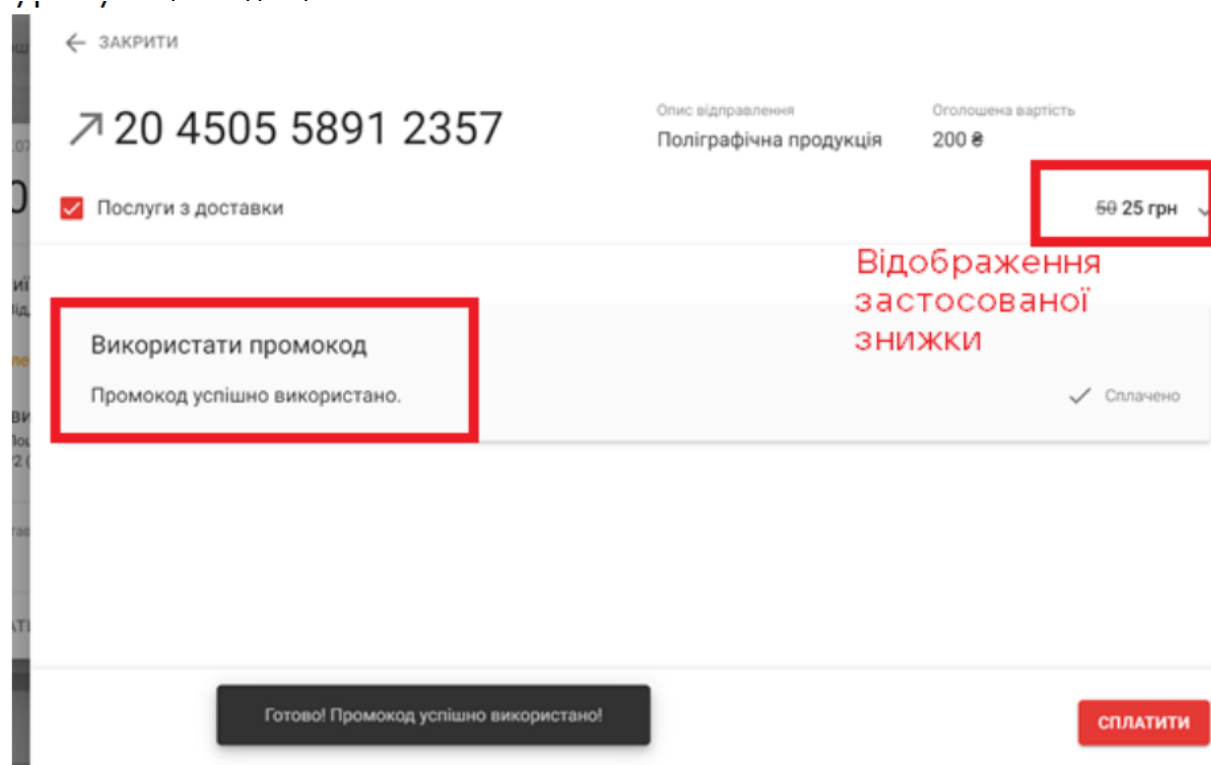 ← ЗАКРИТИ
20 4505 5891 2357
Опис відправлення
Поліграфічна продукція
Оголошена вартість
200 ₴
Послуги з доставки
50 25 грн
Відображення
застосованої
знижки
Використати промокод
Промокод успішно використано.
Сплачено
Готово! Промокод успішно використано!
СПЛАТИТИ